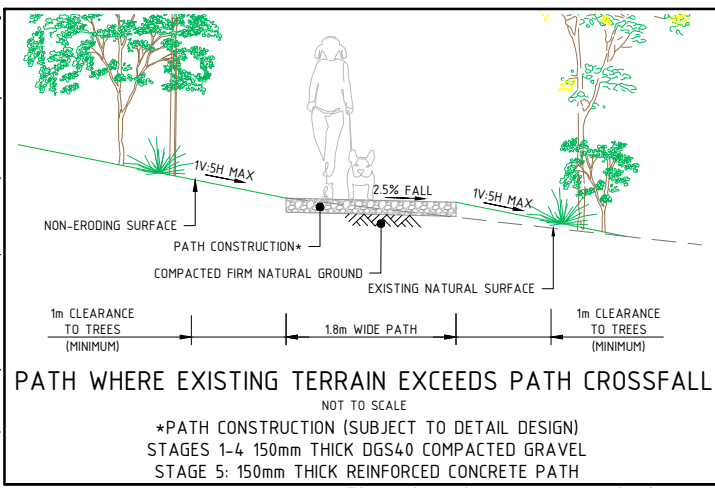 1V:5H MAX
2.5% FALL
1V:5H MAX
NON-ERODING SURFACE
PATH CONSTRUCTION*
COMPACTED FIRM NATURAL GROUND
EXISTING NATURAL SURFACE
1m CLEARANCE
TO TREES
(MINIMUM)
1.8m WIDE PATH
1m CLEARANCE
TO TREES
(MINIMUM)
PATH WHERE EXISTING TERRAIN EXCEEDS PATH CROSSFALL
NOT TO SCALE
*PATH CONSTRUCTION (SUBJECT TO DETAIL DESIGN)
STAGES 1-4 150mm THICK DGS40 COMPACTED GRAVEL
STAGE 5: 150mm THICK REINFORCED CONCRETE PATH